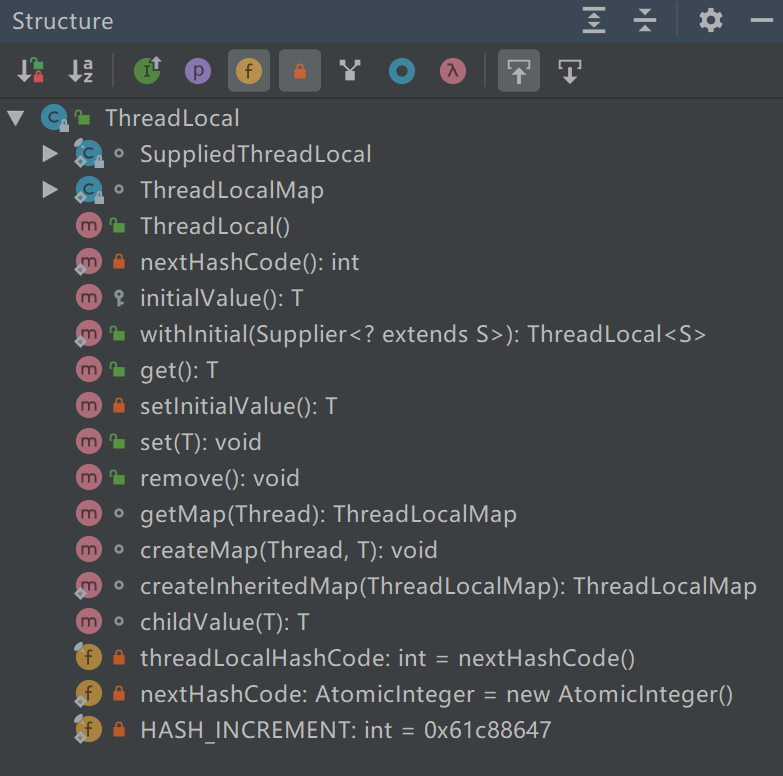 Structure
ThreadLocal
SuppliedThreadLocal
ThreadLocalMap
ThreadLocal()
nextHashCode(): int
initialValue(): T
withInitial(Supplier<? extends S>): ThreadLocal<S>
get(): T
setInitialValue(): T
set(T): void
remove(): void
getMap(Thread): ThreadLocalMap
createMap(Thread, T): void
createInheritedMap(ThreadLocalMap): ThreadLocalMap
childValue(T): T
threadLocalHashCode: int = nextHashCode()
nextHashCode: AtomicInteger = new AtomicInteger()
HASH_INCREMENT: int = 0x61c88647